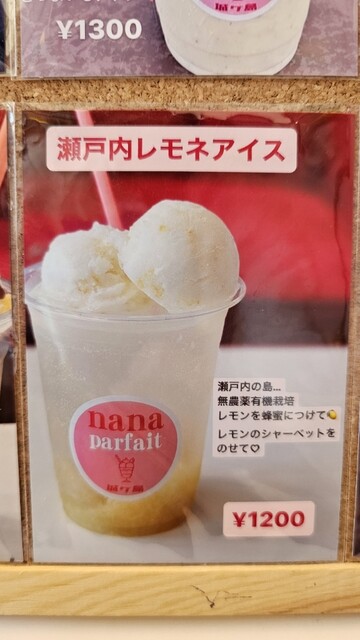 ¥1300
瀬戸内レモネアイス
瀬戸内の島...
無農薬有機栽培
レモンを蜂蜜につけて🍋
レモンのシャーベットを
のせて♡
nana
Parfait
¥1200